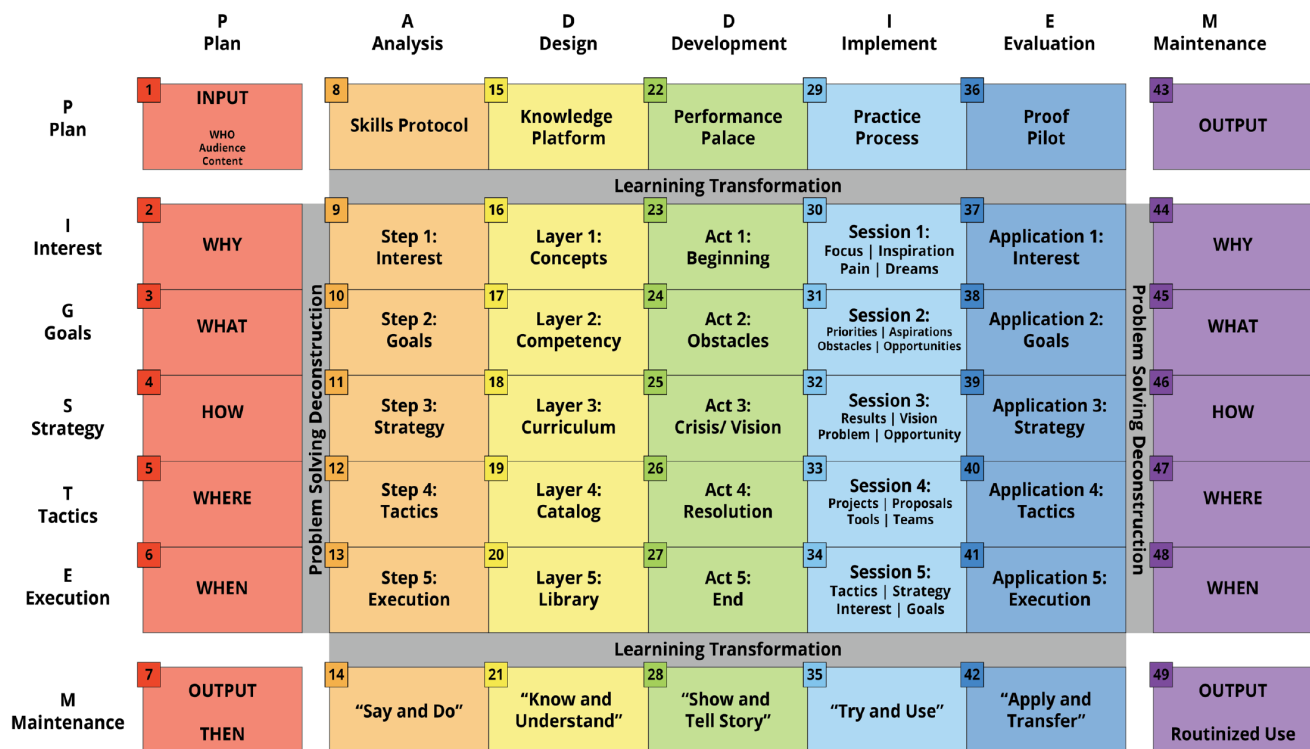 P
Plan
A
Analysis
D
Design
D
Development
I
Implement
E
Evaluation
M
Maintenance
P
Plan
1
INPUT
WHO
Audience
Content
8
Skills Protocol
15
Knowledge
Platform
22
Performance
Palace
29
Practice
Process
36
Proof
Pilot
43
OUTPUT
Learnining Transformation
I
Interest
2
WHY
9
Step 1:
Interest
16
Layer 1:
Concepts
23
Act 1:
Beginning
30
Session 1:
Focus | Inspiration
Pain | Dreams
37
Application 1:
Interest
44
WHY
Problem Solving Deconstruction
Problem Solving Deconstruction
G
Goals
3
WHAT
10
Step 2:
Goals
17
Layer 2:
Competency
24
Act 2:
Obstacles
31
Session 2:
Priorities | Aspirations
Obstacles | Opportunities
38
Application 2:
Goals
45
WHAT
S
Strategy
4
HOW
11
Step 3:
Strategy
18
Layer 3:
Curriculum
25
Act 3:
Crisis/ Vision
32
Session 3:
Results | Vision
Problem | Opportunity
39
Application 3:
Strategy
46
HOW
T
Tactics
5
WHERE
12
Step 4:
Tactics
19
Layer 4:
Catalog
26
Act 4:
Resolution
33
Session 4:
Projects | Proposals
Tools | Teams
40
Application 4:
Tactics
47
WHERE
E
Execution
6
WHEN
13
Step 5:
Execution
20
Layer 5:
Library
27
Act 5:
End
34
Session 5:
Tactics | Strategy
Interest | Goals
41
Application 5:
Execution
48
WHEN
Learnining Transformation
M
Maintenance
7
OUTPUT
THEN
14
“Say and Do”
21
“Know and
Understand”
28
“Show and
Tell Story”
35
“Try and Use”
42
“Apply and
Transfer”
49
OUTPUT
Routinized Use